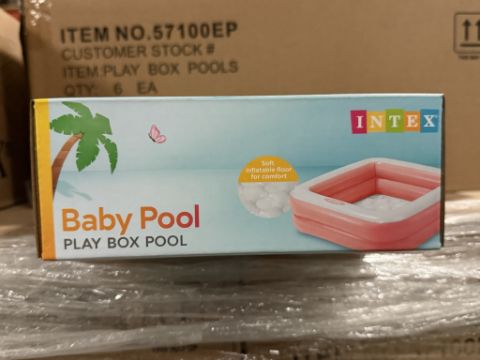 ITEM NO.57100EP
CUSTOMER STOCK #
ITEM:PLAY BOX POOLS
QTY: 6 EA
INTEX
Soft
inflatable floor
for comfort
Baby Pool
PLAY BOX POOL